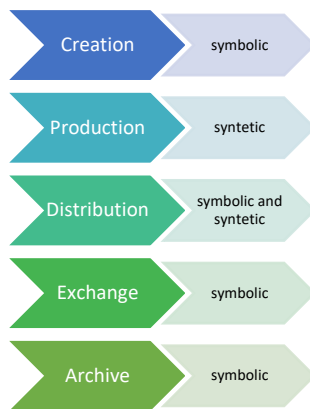 Creation
symbolic
Production
syntetic
Distribution
symbolic and
syntetic
Exchange
symbolic
Archive
symbolic